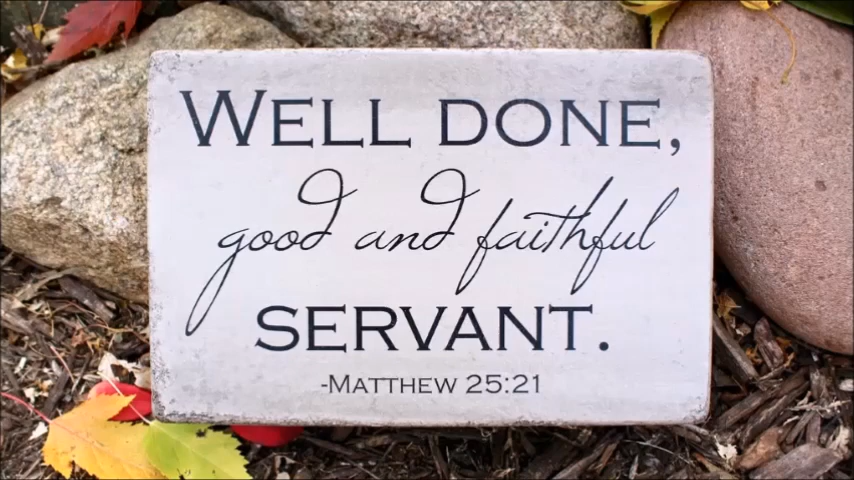 WELL DONE,
good and faithful
SERVANT.
-MATTHEW 25:21